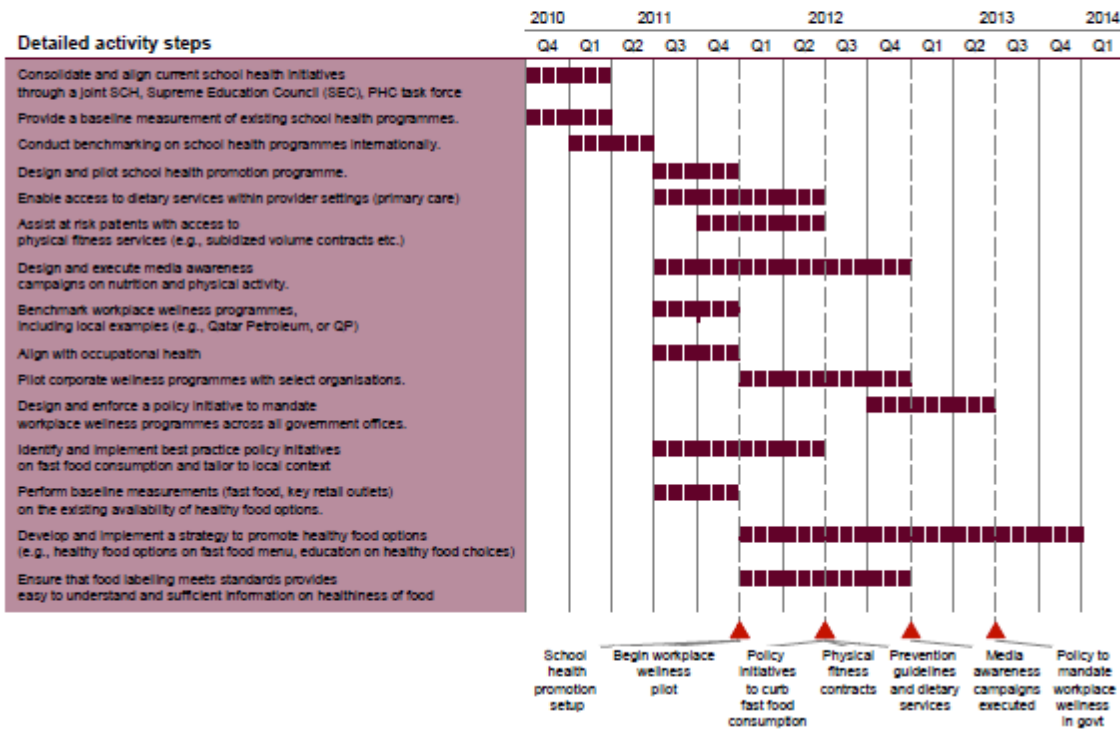 2010 2011 2012 2013 2014
Detailed activity steps Q4 Q1 Q2 Q3 Q4 Q1 Q2 Q3 Q4 Q1 Q2 Q3 Q4 Q1
Consolidate and align current school health initiatives
through a joint SCH, Supreme Education Council (SEC), PHC task force
Provide a baseline measurement of existing school health programmes.
Conduct benchmarking on school health programmes internationally.
Design and pilot school health promotion programme.
Enable access to dietary services within provider settings (primary care)
Assist at risk patients with access to
physical fitness services (e.g., subidized volume contracts etc.)
Design and execute media awareness
campaigns on nutrition and physical activity.
Benchmark workplace wellness programmes,
including local examples (e.g., Qatar Petroleum, or QP)
Align with occupational health
Pilot corporate wellness programmes with select organisations.
Design and enforce a policy initiative to mandate
workplace wellness programmes across all government offices.
Identify and implement best practice policy initiatives
on fast food consumption and tailor to local context
Perform baseline measurements (fast food, key retail outlets)
on the existing availability of healthy food options.
Develop and implement a strategy to promote healthy food options
(e.g., healthy food options on fast food menu, education on healthy food choices)
Ensure that food labeling meets standards provides
easy to understand and sufficient information on healthiness of food
School
health
promotion
setup
Begin workplace
wellness
pilot
Policy
initiatives
to curb
fast food
consumption
Physical
fitness
contracts
Prevention
guidelines
and dietary
services
Media
awareness
campaigns
executed
Policy to
mandate
workplace
wellness
in govt